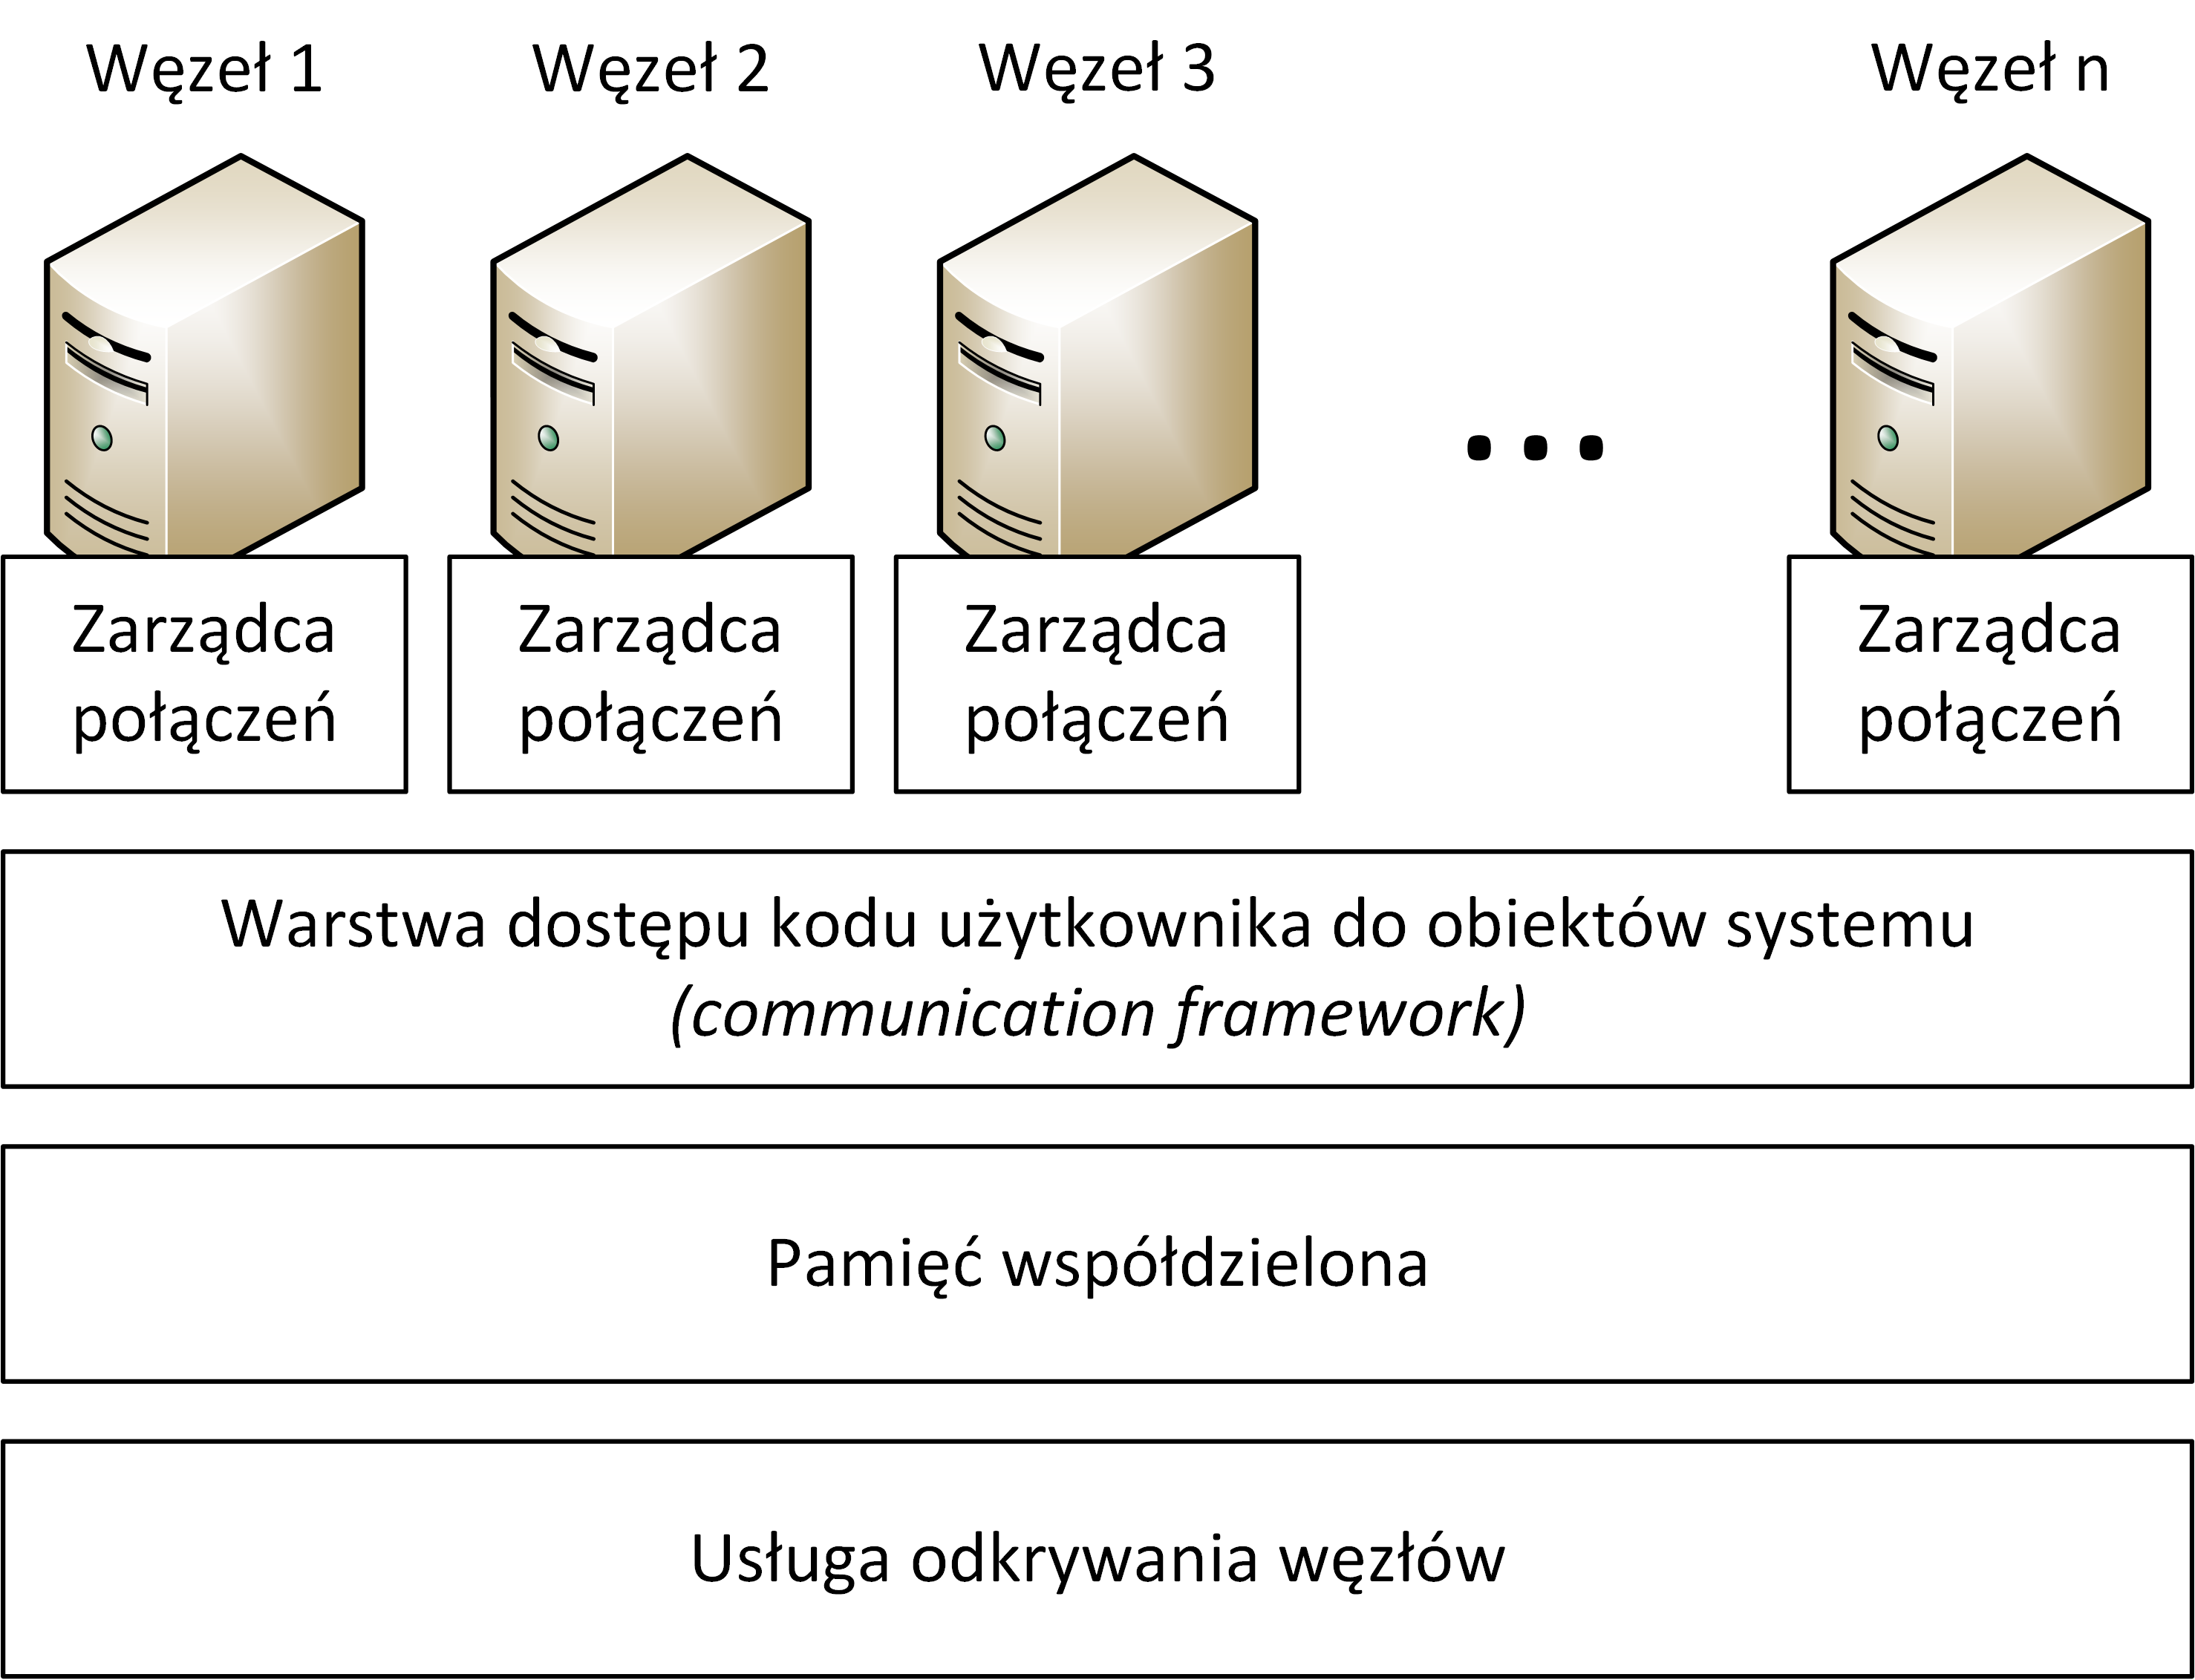 Węzeł 1
Węzeł 2
Węzeł 3
...
Węzeł n
Zarządca
połączeń
Zarządca
połączeń
Zarządca
połączeń
Zarządca
połączeń
Warstwa dostępu kodu użytkownika do obiektów systemu
(communication framework)
Pamięć współdzielona
Usługa odkrywania węzłów